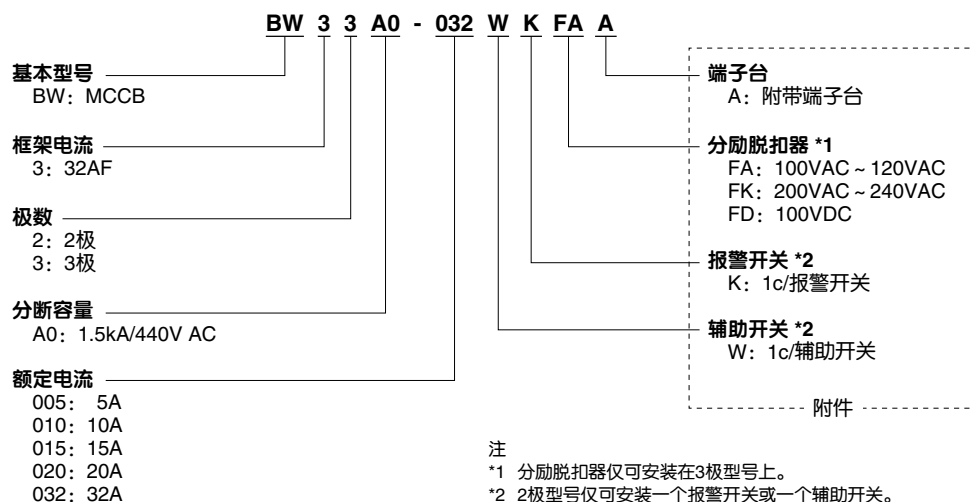 BW 3 3 A0 - 032 W K FA A
基本型号
BW：MCCB
框架电流
3：32AF
极数
2：2极
3：3极
分断容量
A0：1.5kA/440V AC
额定电流
005： 5A
010：10A
015：15A
020：20A
032：32A
端子台
A：附带端子台
分励脱扣器 *1
FA：100VAC～120VAC
FK：200VAC～240VAC
FD：100VDC
报警开关 *2
K：1c/报警开关
辅助开关 *2
W：1c/辅助开关
附件
注
*1 分励脱扣器仅可安装在3极型号上。
*2 2极型号仅可安装一个报警开关或一个辅助开关。